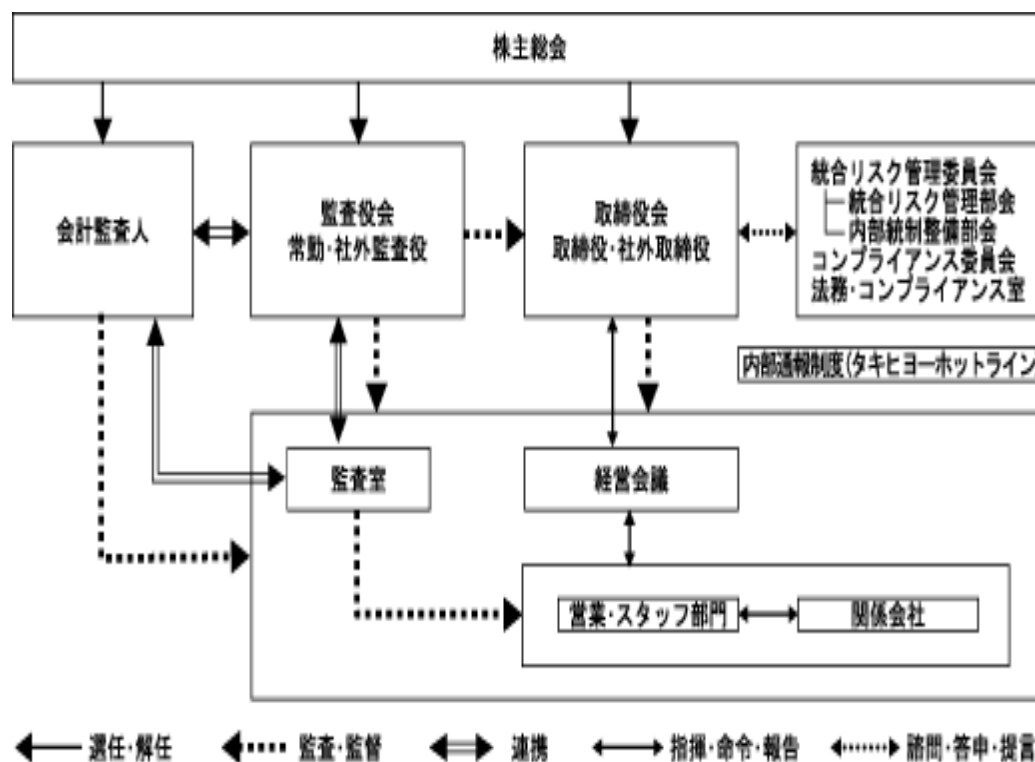 株主総会
会計監査人
監査役会
常勤・社外監査役
取締役会
取締役・社外取締役
統合リスク管理委員会
統合リスク管理部会
内部統制整備部会
コンプライアンス委員会
法務・コンプライアンス室
内部通報制度(タキヒヨーホットライン
監査室
経営会議
営業・スタッフ部門
関係会社
選任・解任
監査・監督
連携
指揮・命令・報告
諮問・答申・提言